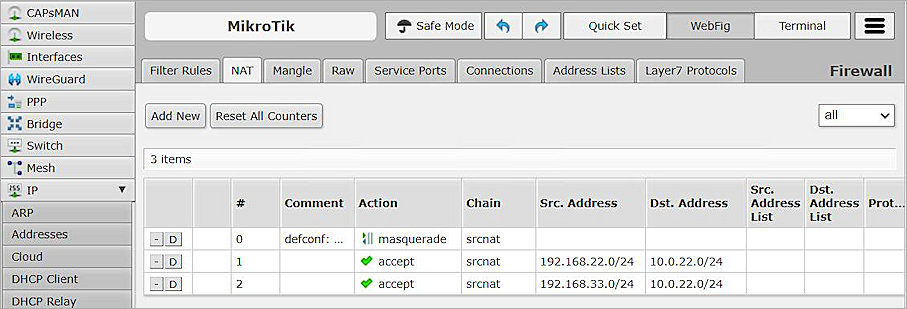 CAPsMAN
Wireless
Interfaces
WireGuard
PPP
Bridge
Switch
Mesh
IP
ARP
Addresses
Cloud
DHCP Client
DHCP Relay
MikroTik
Safe Mode
Quick Set
WebFig
Terminal
Filter Rules
NAT
Mangle
Raw
Service Ports
Connections
Address Lists
Layer7 Protocols
Firewall
Add New
Reset All Counters
all
3 items
# Comment Action Chain Src. Address Dst. Address Src. Address List Dst. Address List Prot...
- D 0 defconf: ... masquerade srcnat
- D 1 accept srcnat 192.168.22.0/24 10.0.22.0/24
- D 2 accept srcnat 192.168.33.0/24 10.0.22.0/24